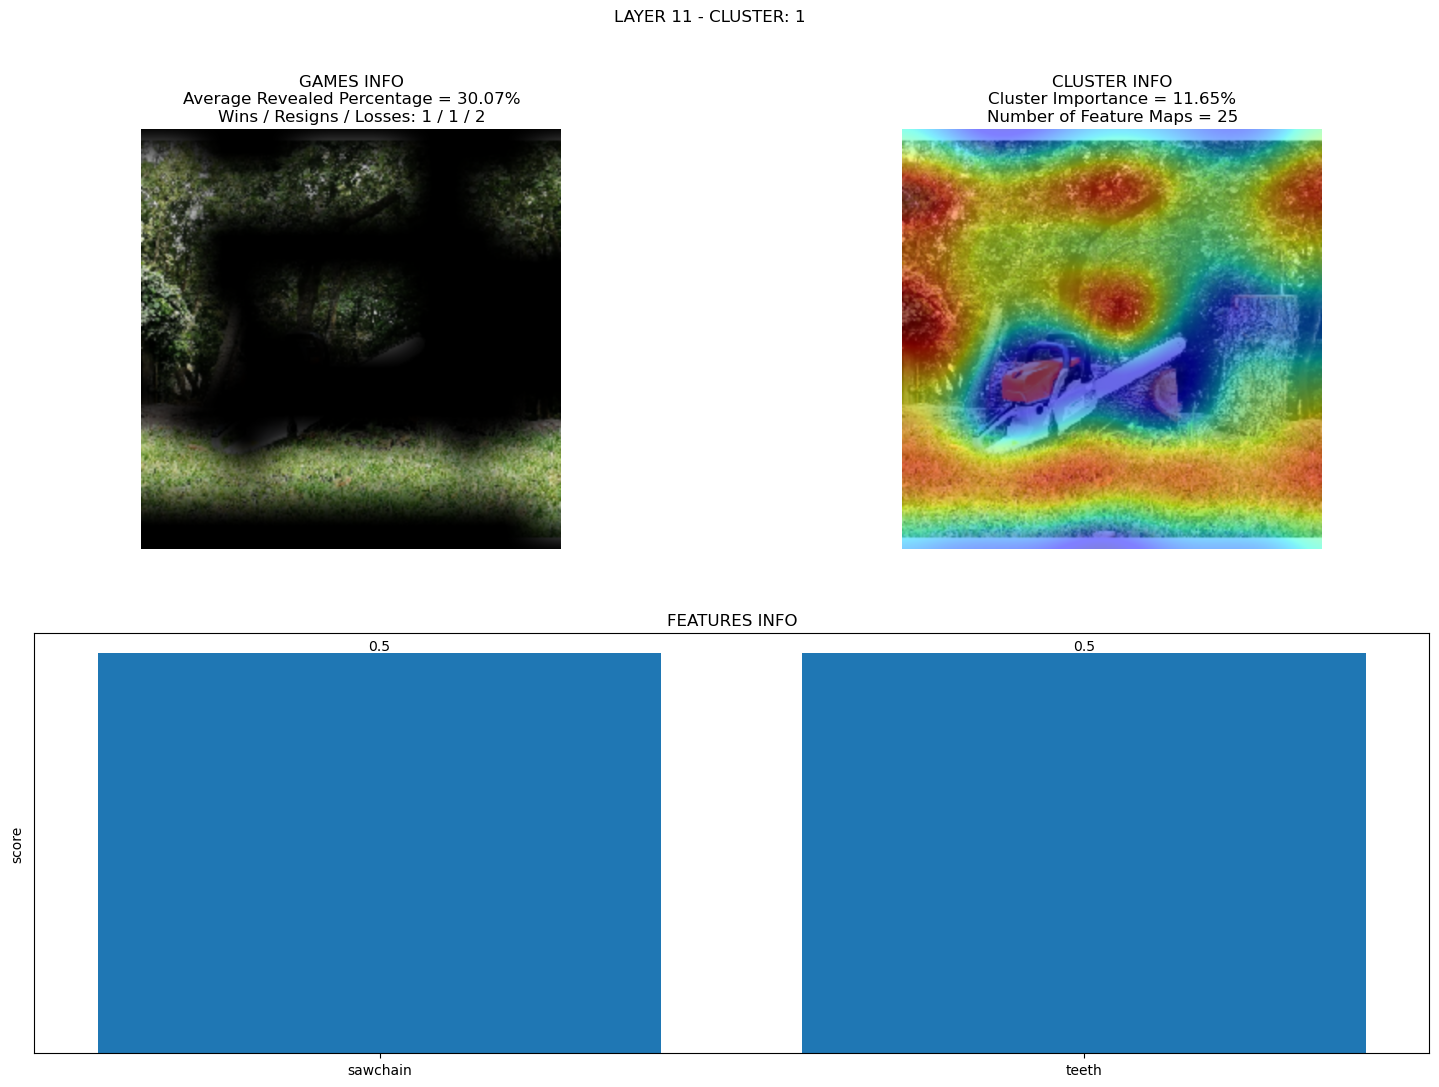 LAYER 11 - CLUSTER: 1
GAMES INFO
Average Revealed Percentage = 30.07%
Wins / Resigns / Losses: 1 / 1 / 2
CLUSTER INFO
Cluster Importance = 11.65%
Number of Feature Maps = 25
FEATURES INFO
0.5
0.5
score
sawchain
teeth